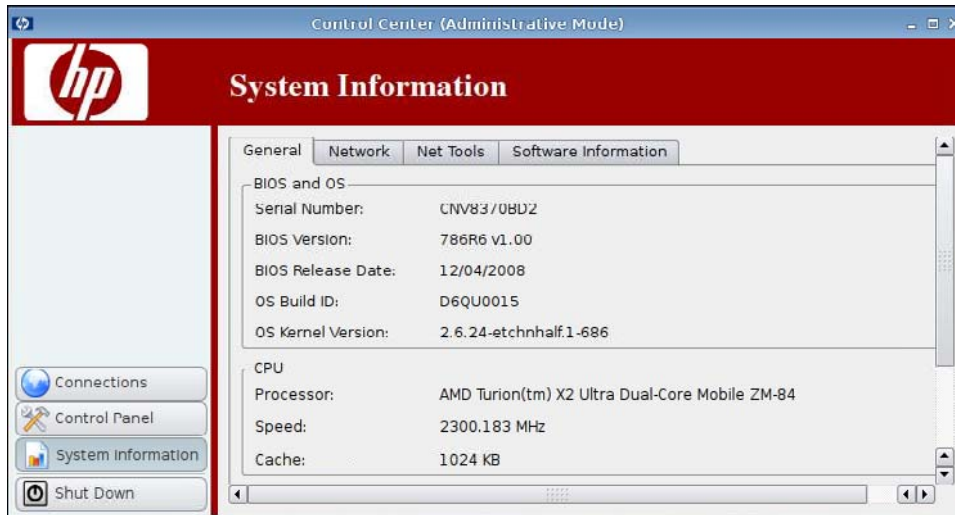 Control Center (Administrative Mode)
hp
System Information
General Network Net Tools Software Information
BIOS and OS
Serial Number: CNV8370BD2
BIOS Version: 786R6 v1.00
BIOS Release Date: 12/04/2008
OS Build ID: D6QU0015
OS Kernel Version: 2.6.24-etchnhalf.1-686
CPU
Processor: AMD Turion(tm) X2 Ultra Dual-Core Mobile ZM-84
Speed: 2300.183 MHz
Cache: 1024 KB
Connections
Control Panel
System Information
Shut Down